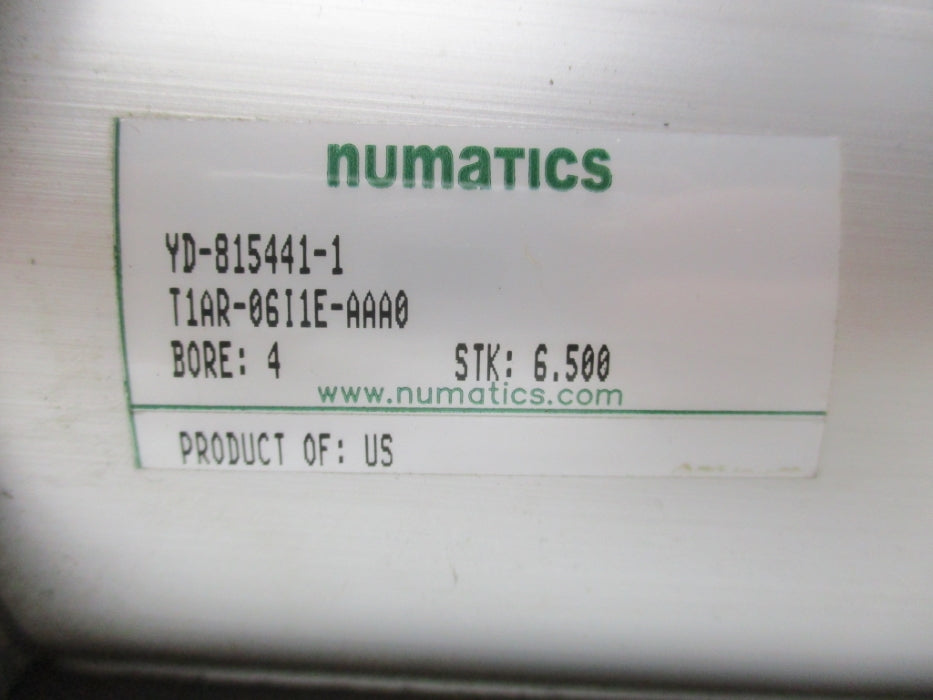 numatics
YD-815441-1
T1AR-06I1E-AAA0
BORE: 4 STK: 6.500
www.numatics.com
PRODUCT OF: US